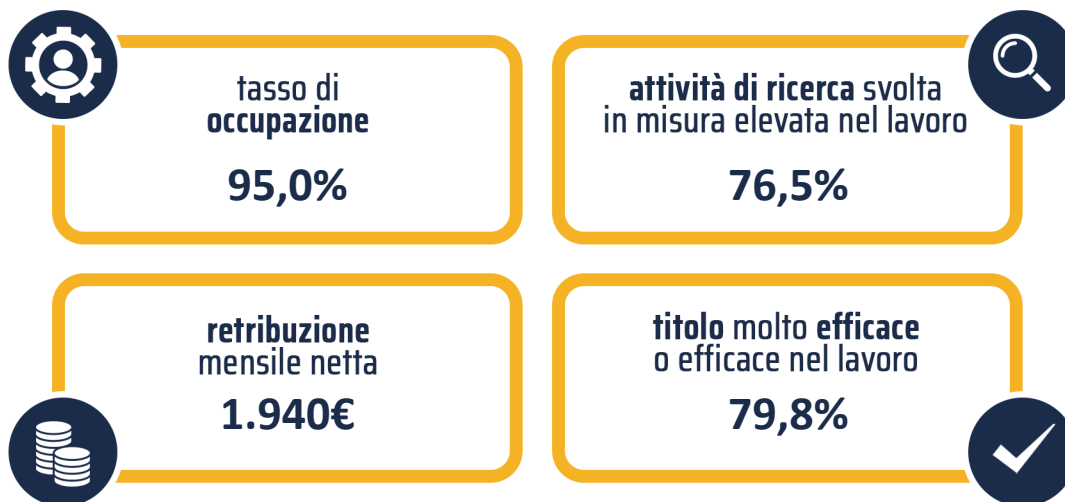 tasso di
occupazione
95,0%
attività di ricerca svolta
in misura elevata nel lavoro
76,5%
retribuzione
mensile netta
1.940€
titolo molto efficace
o efficace nel lavoro
79,8%